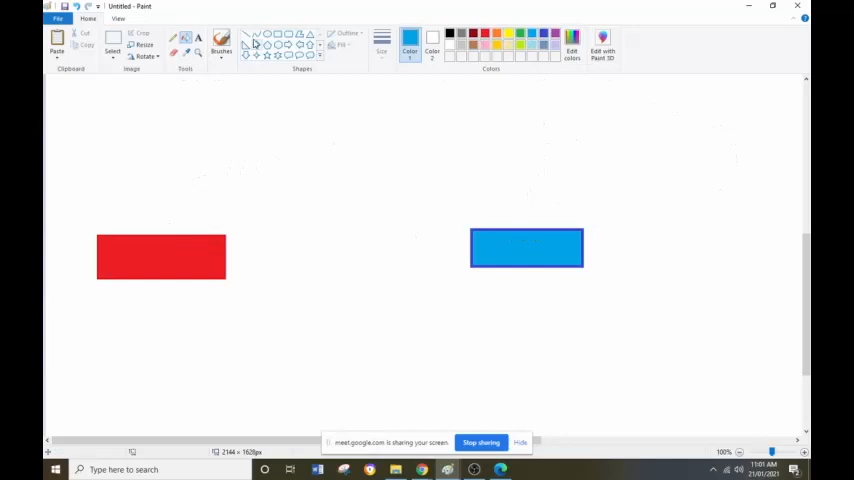 Untitled - Paint
File
Home
View
Paste
Cut
Copy
Clipboard
Select
Crop
Resize
Rotate
Image
A
Tools
Brushes
Shapes
Outline
Fill
Size
Color
1
Color
2
Edit
colors
Colors
Edit with
Paint 3D
meet.google.com is sharing your screen.
Stop sharing
Hide
2144 × 1628px
100%
Type here to search
11:01 AM
21/01/2021